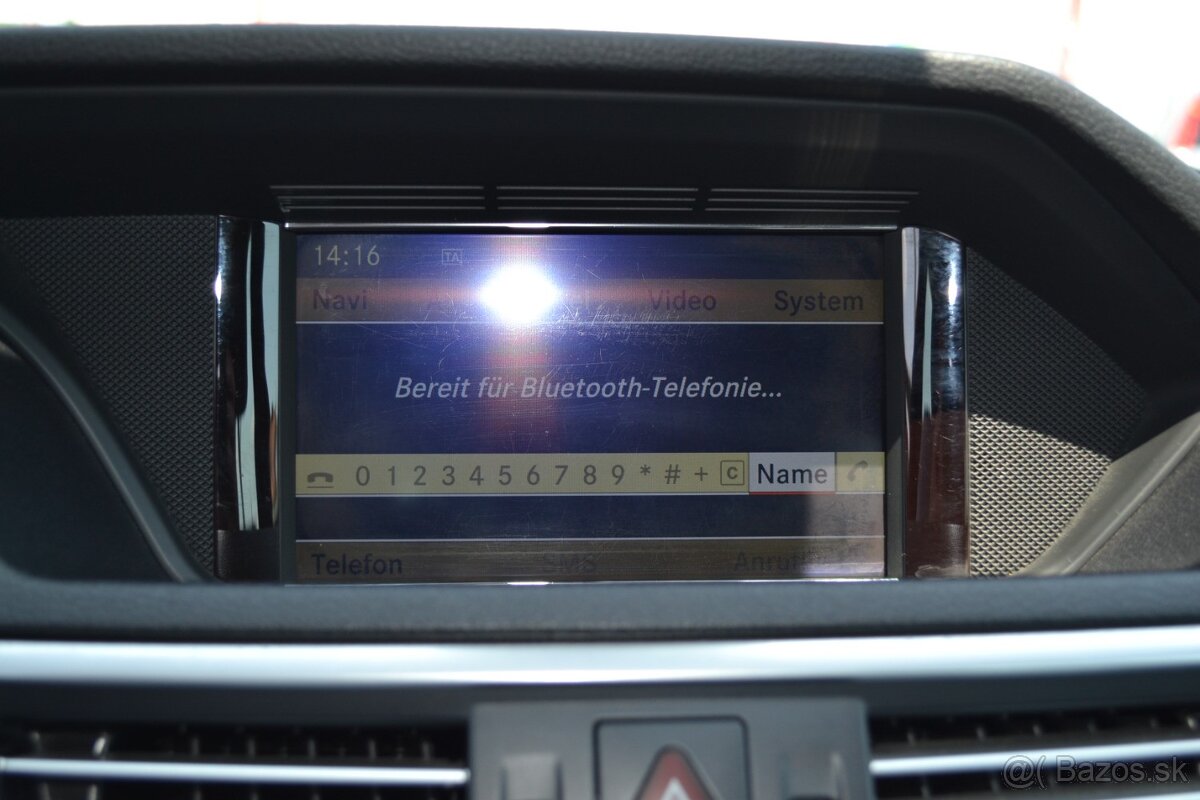 14:16 TA
Navi Video System
Bereit für Bluetooth-Telefonie...
0 1 2 3 4 5 6 7 8 9 * # + C Name
Telefon SMS
@( Bazos.sk